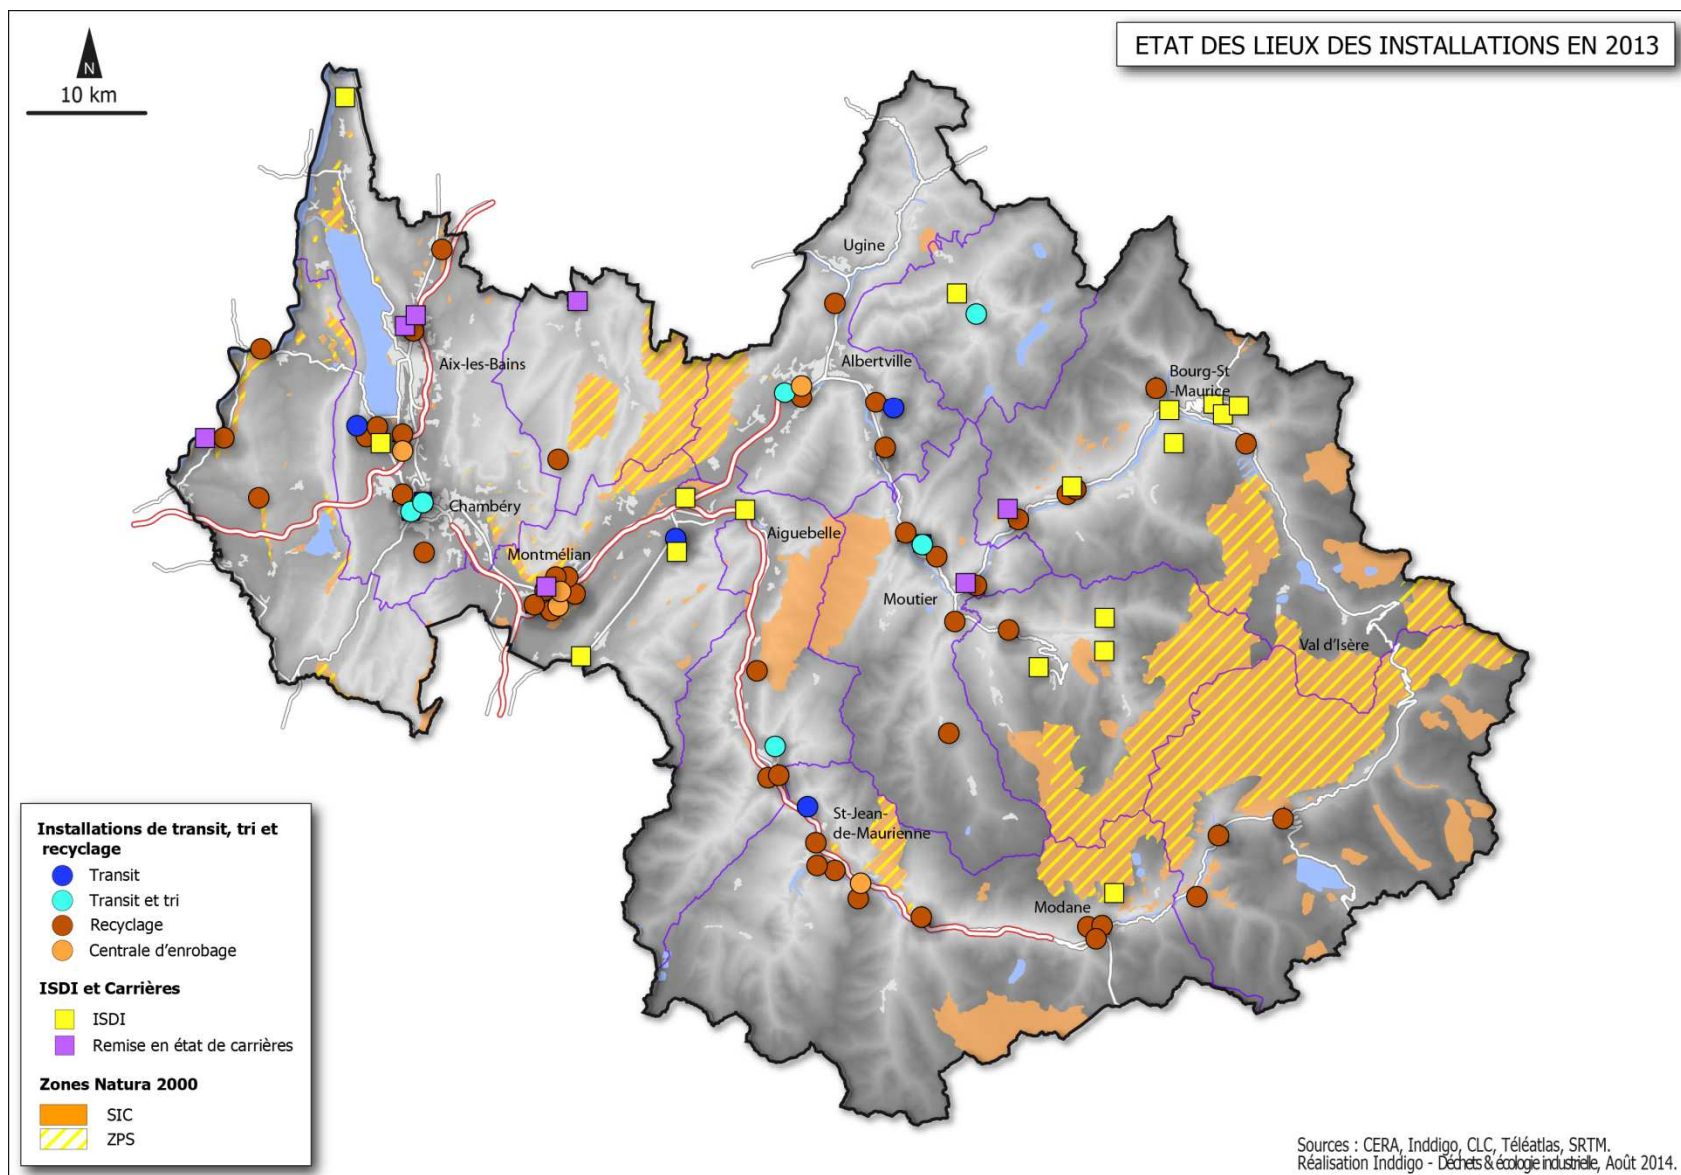 ETAT DES LIEUX DES INSTALLATIONS EN 2013
N
10 km
Ugine
Albertville
Aix-les-Bains
Bourg-St
-Maurice
Chambéry
Aiguebelle
Montmélian
Moutier
Val d'Isère
St-Jean-
de-Maurienne
Modane
Installations de transit, tri et
recyclage
Transit
Transit et tri
Recyclage
Centrale d'enrobage
ISDI et Carrières
ISDI
Remise en état de carrières
Zones Natura 2000
SIC
ZPS
Sources : CERA, Inddigo, CLC, Téléatlas, SRTM.
Réalisation Inddigo - Déchets & écologie industrielle, Août 2014.